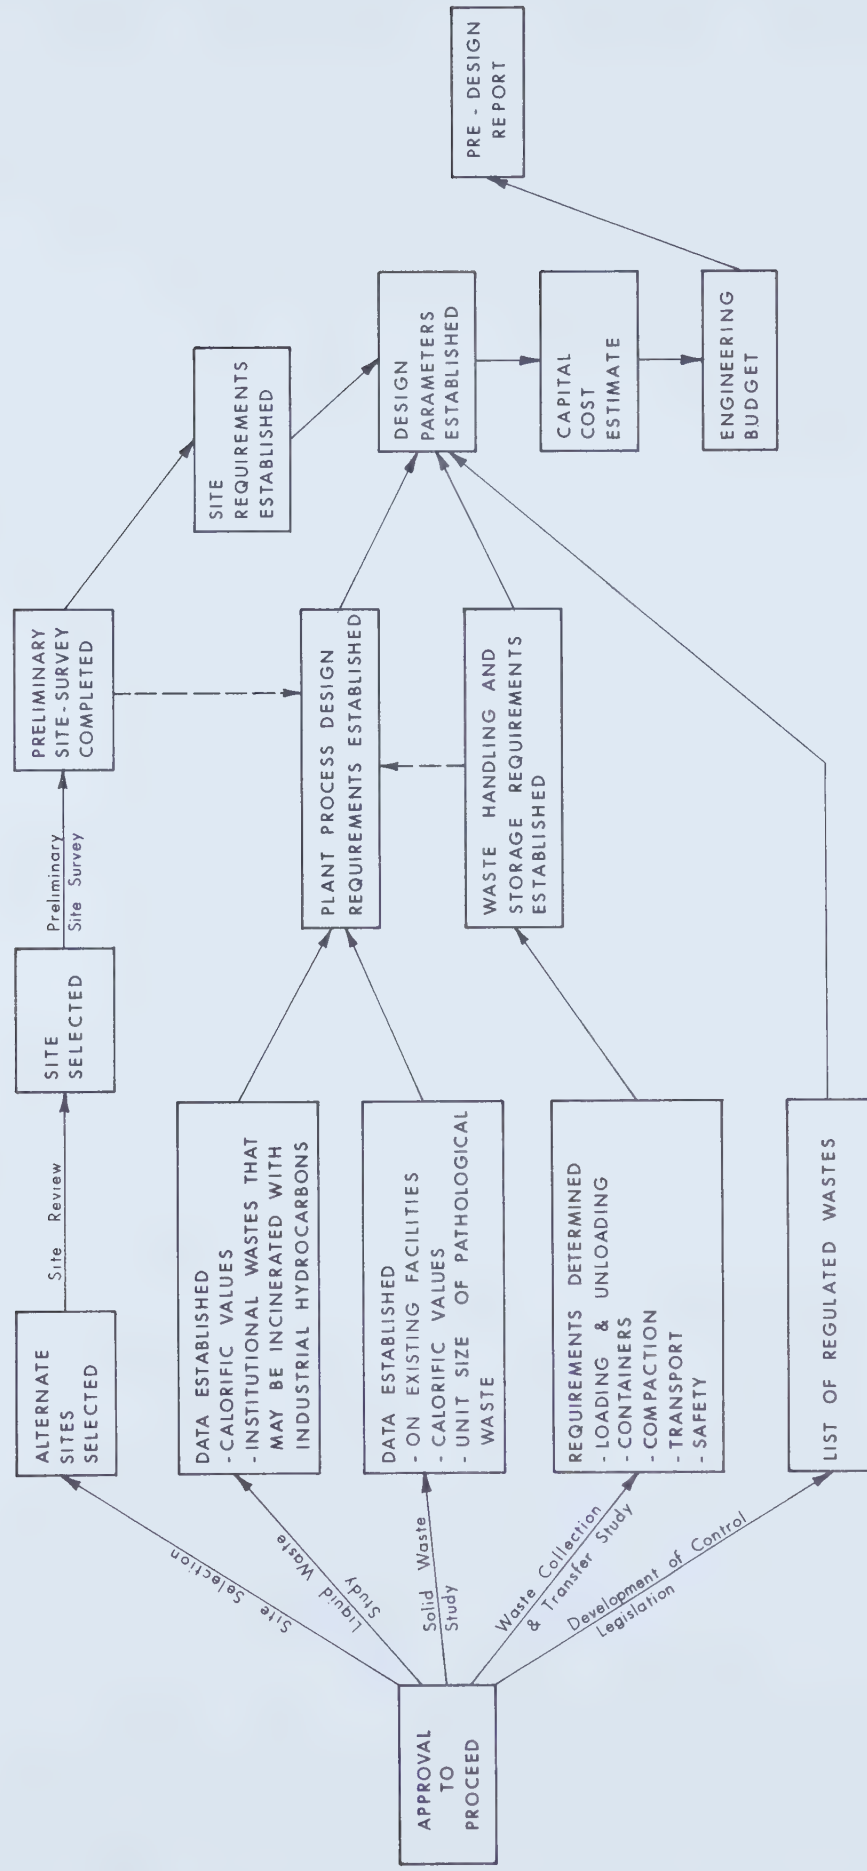 APPROVAL
TO
PROCEED
Site Selection
Liquid Waste
Study
Solid Waste
Study
Waste Collection
& Transfer Study
Development of Control
Legislation
ALTERNATE
SITES
SELECTED
Site Review
SITE
SELECTED
Preliminary
Site Survey
PRELIMINARY
SITE-SURVEY
COMPLETED
DATA ESTABLISHED
- CALORIFIC VALUES
- INSTITUTIONAL WASTES THAT
MAY BE INCINERATED WITH
INDUSTRIAL HYDROCARBONS
DATA ESTABLISHED
- ON EXISTING FACILITIES
- CALORIFIC VALUES
- UNIT SIZE OF PATHOLOGICAL
WASTE
REQUIREMENTS DETERMINED
- LOADING & UNLOADING
- CONTAINERS
- COMPACTION
- TRANSPORT
- SAFETY
LIST OF REGULATED WASTES
PLANT PROCESS DESIGN
REQUIREMENTS ESTABLISHED
WASTE HANDLING AND
STORAGE REQUIREMENTS
ESTABLISHED
SITE
REQUIREMENTS
ESTABLISHED
DESIGN
PARAMETERS
ESTABLISHED
CAPITAL
COST
ESTIMATE
ENGINEERING
BUDGET
PRE - DESIGN
REPORT